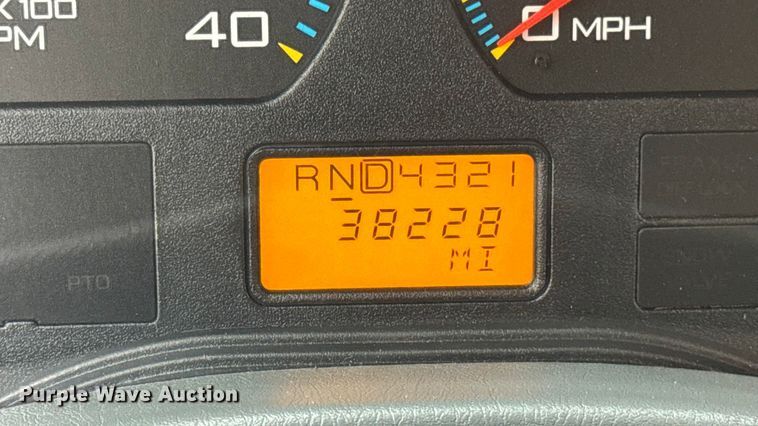 X100
PM
40
0 MPH
RND4321
38228
MI
PTO
Purple Wave Auction